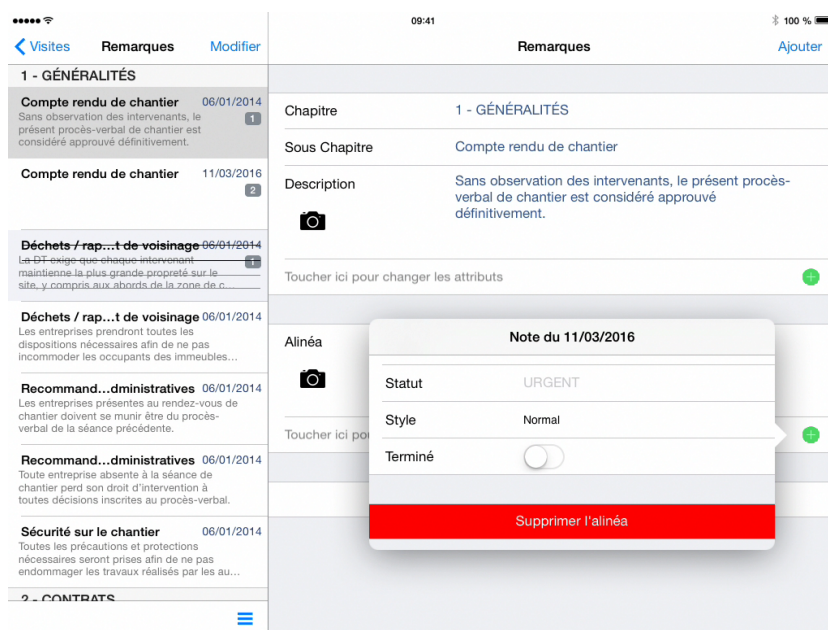 09:41
100 %
Visites
Remarques
Modifier
1 - GÉNÉRALITÉS
Compte rendu de chantier 06/01/2014
Sans observation des intervenants, le 1
présent procès-verbal de chantier est
considéré approuvé définitivement.
Compte rendu de chantier 11/03/2016
2
Déchets / rap...t de voisinage 06/01/2014
La DT exige que chaque intervenant 1
maintienne la plus grande propreté sur le
site, y compris aux abords de la zone de c...
Déchets / rap...t de voisinage 06/01/2014
Les entreprises prendront toutes les
dispositions nécessaires afin de ne pas
incommoder les occupants des immeubles...
Recommand...dministratives 06/01/2014
Les entreprises présentes au rendez-vous de
chantier doivent se munir être du procès-
verbal de la séance précédente.
Recommand...dministratives 06/01/2014
Toute entreprise absente à la séance de
chantier perd son droit d'intervention à
toutes décisions inscrites au procès-verbal.
Sécurité sur le chantier 06/01/2014
Toutes les précautions et protections
nécessaires seront prises afin de ne pas
endommager les travaux réalisés par les au...
2 - CONTRATS
Remarques
Ajouter
Chapitre 1 - GÉNÉRALITÉS
Sous Chapitre Compte rendu de chantier
Description Sans observation des intervenants, le présent procès-
verbal de chantier est considéré approuvé
définitivement.
Toucher ici pour changer les attributs
Alinéa
Toucher ici po
Note du 11/03/2016
Statut URGENT
Style Normal
Terminé
Supprimer l'alinéa